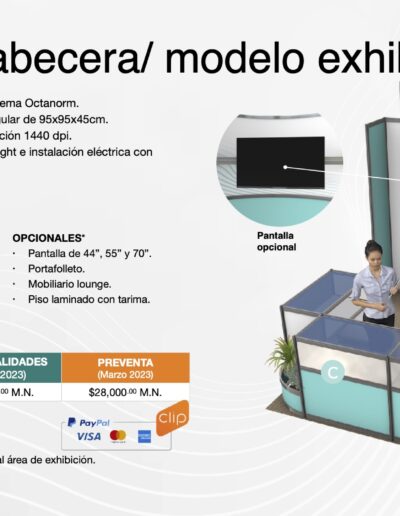 abecera/ modelo exhi
ema Octanorm.
gular de 95x95x45cm.
ción 1440 dpi.
ght e instalación eléctrica con
Pantalla
opcional
OPCIONALES*
· Pantalla de 44”, 55” y 70”.
· Portafolleto.
· Mobiliario lounge.
· Piso laminado con tarima.
ALIDADES
2023)
.00 M.N.
PREVENTA
(Marzo 2023)
$28,000.00 M.N.
C
PayPal
clip
VISA
al área de exhibición.